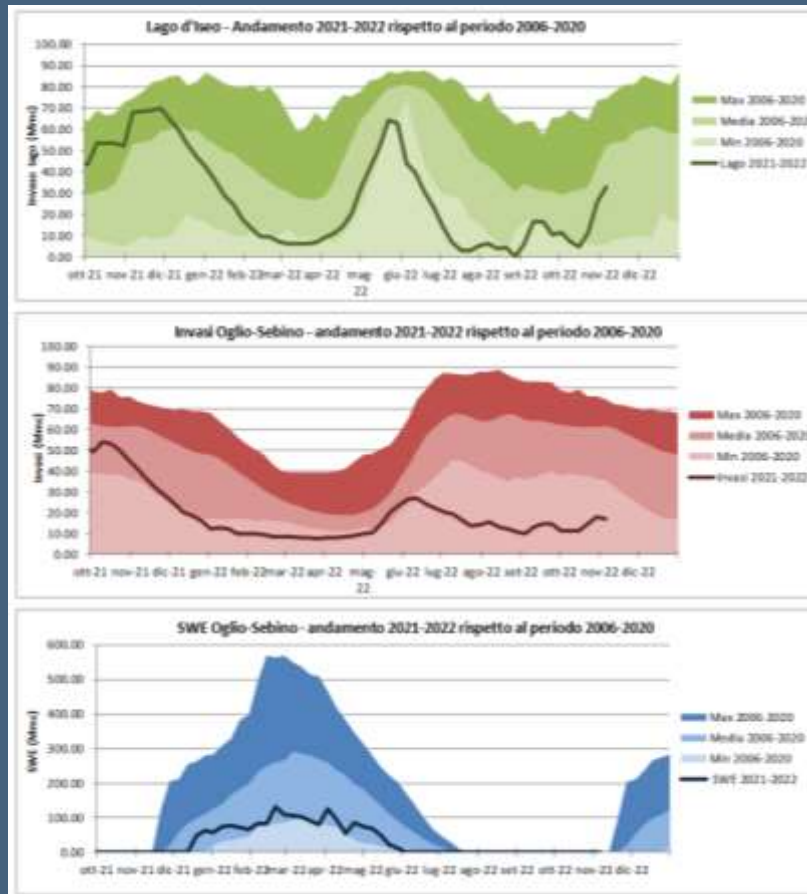 Lago d'Iseo - Andamento 2021-2022 rispetto al periodo 2006-2020
Invasi lago (Mmc)
100.00
90.00
80.00
70.00
60.00
50.00
40.00
30.00
20.00
10.00
0.00
ott-21 nov-21 dic-21 gen-22 feb-22 mar-22 apr-22 mag-22 giu-22 lug-22 ago-22 set-22 ott-22 nov-22 dic-22
Max 2006-2020
Media 2006-202
Min 2006-2020
Lago 2021-2022
Invasi Oglio-Sebino - andamento 2021-2022 rispetto al periodo 2006-2020
Invasi (Mmc)
100.00
90.00
80.00
70.00
60.00
50.00
40.00
30.00
20.00
10.00
0.00
ott-21 nov-21 dic-21 gen-22 feb-22 mar-22 apr-22 mag-22 giu-22 lug-22 ago-22 set-22 ott-22 nov-22 dic-22
Max 2006-2020
Media 2006-2020
Min 2006-2020
Invasi 2021-2022
SWE Oglio-Sebino - andamento 2021-2022 rispetto al periodo 2006-2020
SWE (Mmc)
600.00
500.00
400.00
300.00
200.00
100.00
0.00
ott-21 nov-21 dic-21 gen-22 feb-22 mar-22 apr-22 mag-22 giu-22 lug-22 ago-22 set-22 ott-22 nov-22 dic-22
Max 2006-2020
Media 2006-2020
Min 2006-2020
SWE 2021-2022